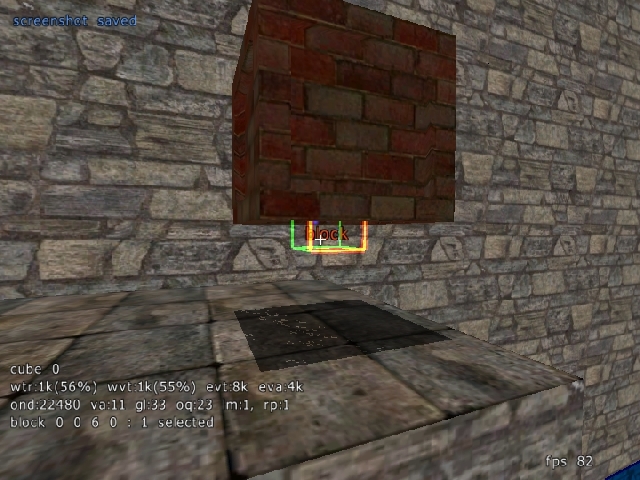 screenshot saved
block
cube 0
wtr:1k(56%) wvt:1k(55%) evt:8k eva:4k
ond:22480 va:11 gl:33 oq:23 m:1, rp:1
block 0 0 6 0 : 1 selected
fps 82